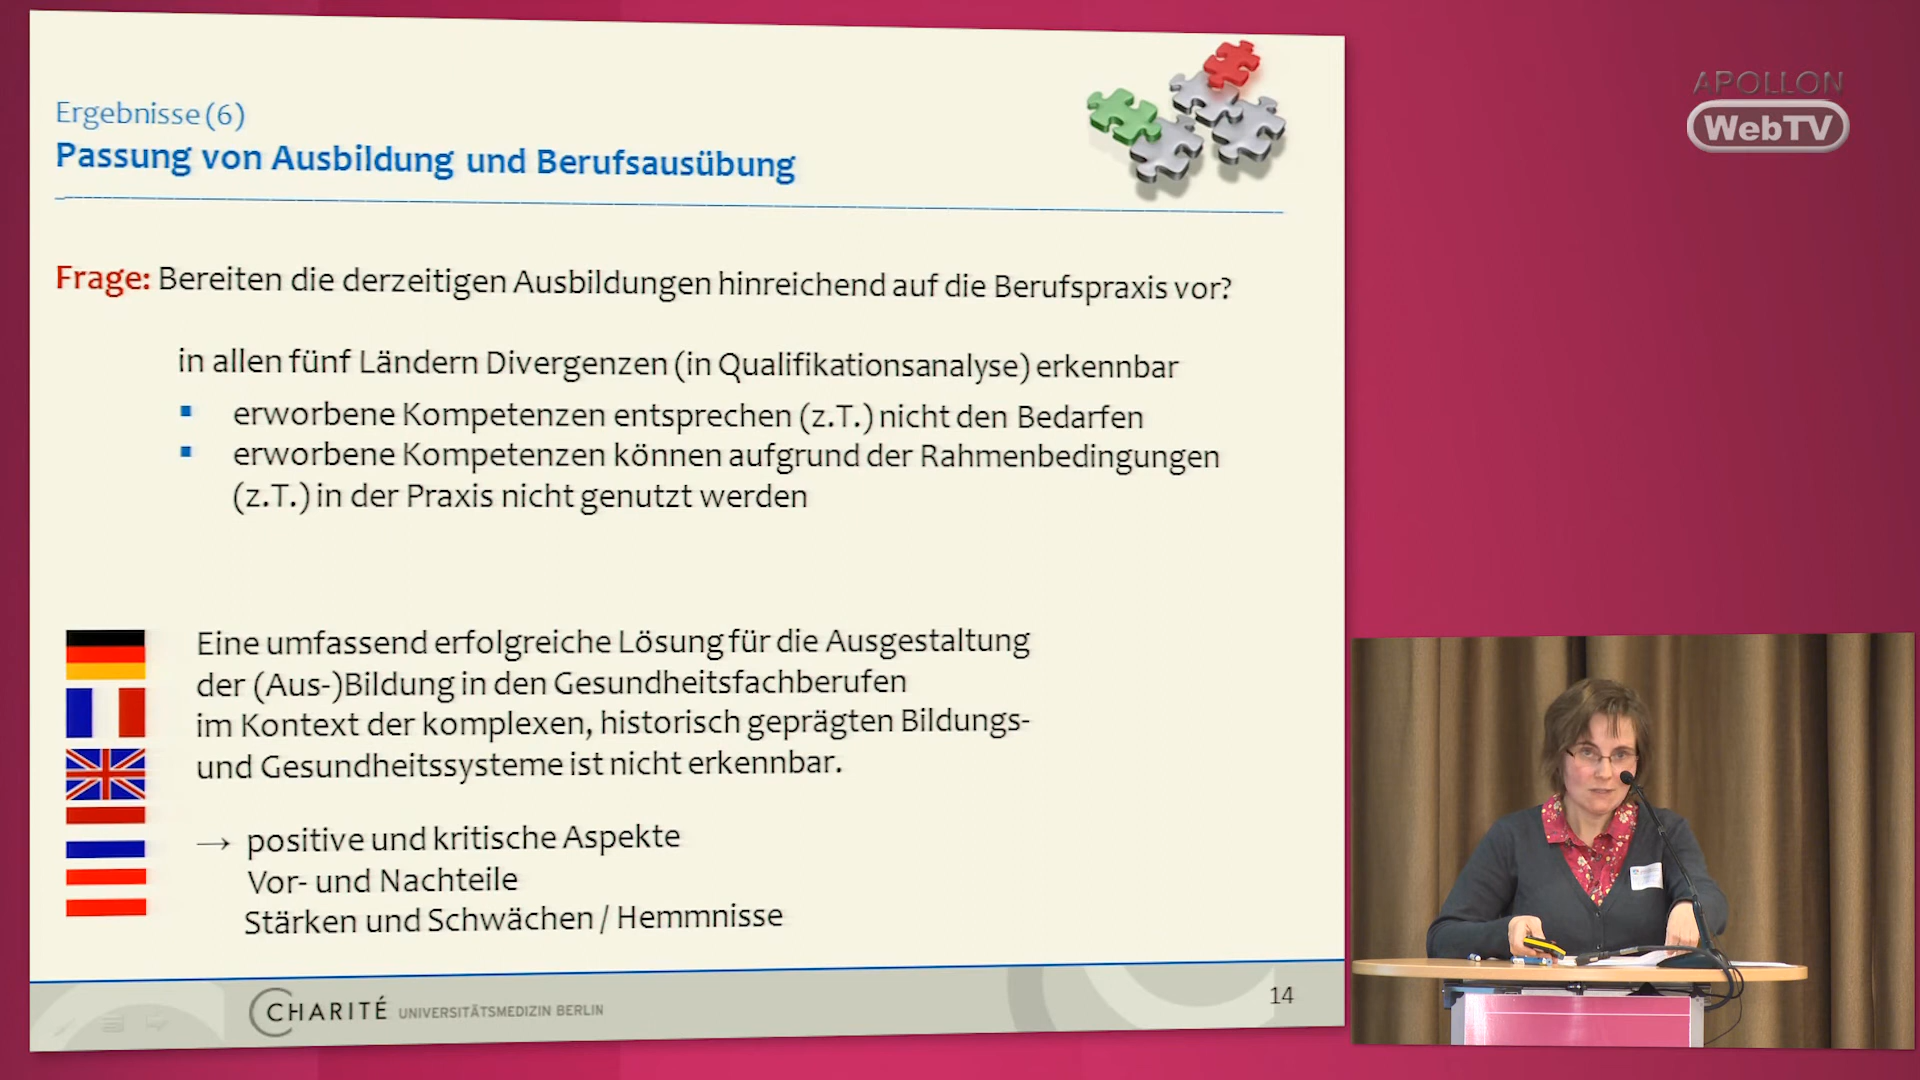 Ergebnisse (6)
Passung von Ausbildung und Berufsausübung
Frage: Bereiten die derzeitigen Ausbildungen hinreichend auf die Berufspraxis vor?
in allen fünf Ländern Divergenzen (in Qualifikationsanalyse) erkennbar
▪ erworbene Kompetenzen entsprechen (z.T.) nicht den Bedarfen
▪ erworbene Kompetenzen können aufgrund der Rahmenbedingungen
(z.T.) in der Praxis nicht genutzt werden
Eine umfassend erfolgreiche Lösung für die Ausgestaltung
der (Aus-)Bildung in den Gesundheitsfachberufen
im Kontext der komplexen, historisch geprägten Bildungs-
und Gesundheitssysteme ist nicht erkennbar.
→ positive und kritische Aspekte
Vor- und Nachteile
Stärken und Schwächen / Hemmnisse
CHARITÉ UNIVERSITÄTSMEDIZIN BERLIN
14
APOLLON
WebTV